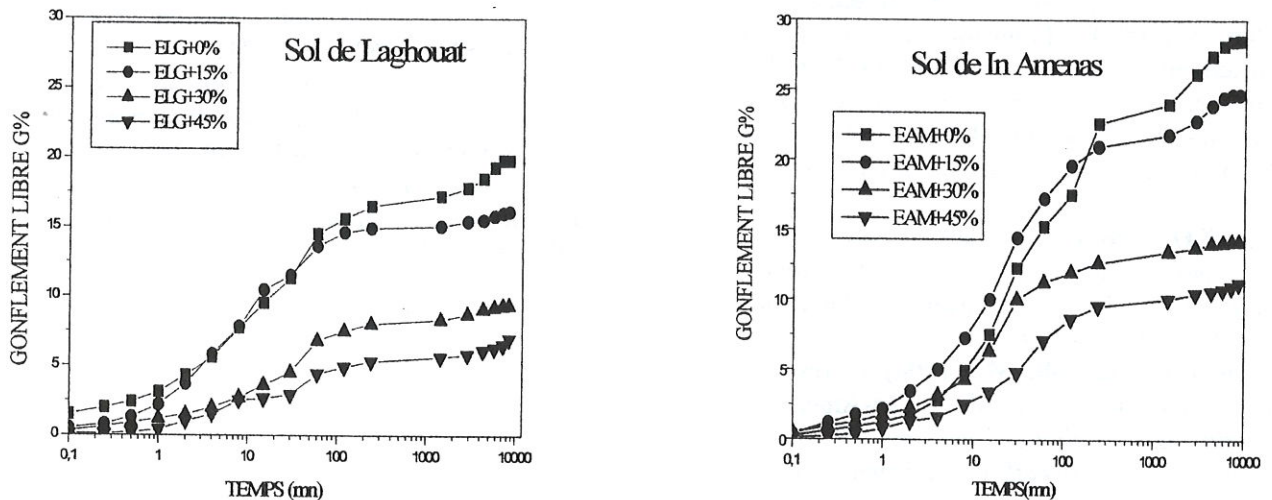 GONFLEMENT LIBRE G%
30
25
20
15
10
5
0
ELG+0%
ELG+15%
ELG+30%
ELG+45%
Sol de Laghouat
0,1
1
10
100
1000
10000
TEMPS (mn)
GONFLEMENT LIBRE G%
30
25
20
15
10
5
0
Sol de In Amenas
EAM+0%
EAM+15%
EAM+30%
EAM+45%
0,1
1
10
100
1000
10000
TEMPS(mn)